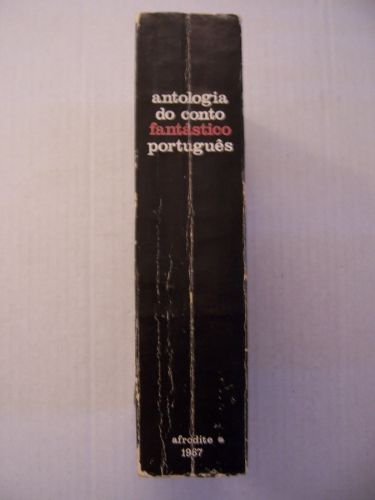 antologia
do conto
fantástico
português
afrodite
1967